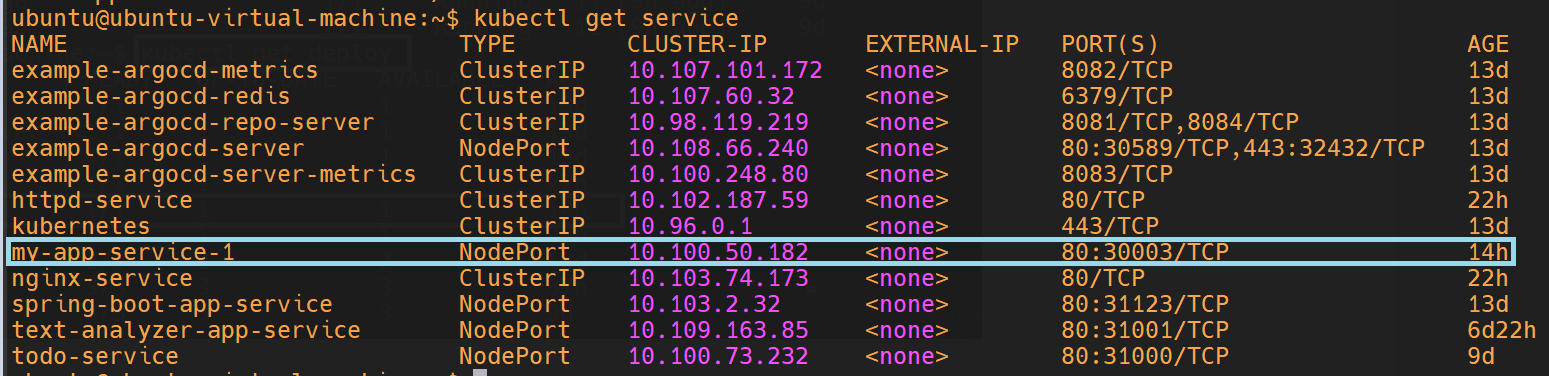 ubuntu@ubuntu-virtual-machine:~$ kubectl get service
NAME TYPE CLUSTER-IP EXTERNAL-IP PORT(S) AGE
example-argocd-metrics ClusterIP 10.107.101.172 <none> 8082/TCP 13d
example-argocd-redis ClusterIP 10.107.60.32 <none> 6379/TCP 13d
example-argocd-repo-server ClusterIP 10.98.119.219 <none> 8081/TCP,8084/TCP 13d
example-argocd-server NodePort 10.108.66.240 <none> 80:30589/TCP,443:32432/TCP 13d
example-argocd-server-metrics ClusterIP 10.100.248.80 <none> 8083/TCP 13d
httpd-service ClusterIP 10.102.187.59 <none> 80/TCP 22h
kubernetes ClusterIP 10.96.0.1 <none> 443/TCP 13d
my-app-service-1 NodePort 10.100.50.182 <none> 80:30003/TCP 14h
nginx-service ClusterIP 10.103.74.173 <none> 80/TCP 22h
spring-boot-app-service NodePort 10.103.2.32 <none> 80:31123/TCP 13d
text-analyzer-app-service NodePort 10.109.163.85 <none> 80:31001/TCP 6d22h
todo-service NodePort 10.100.73.232 <none> 80:31000/TCP 9d